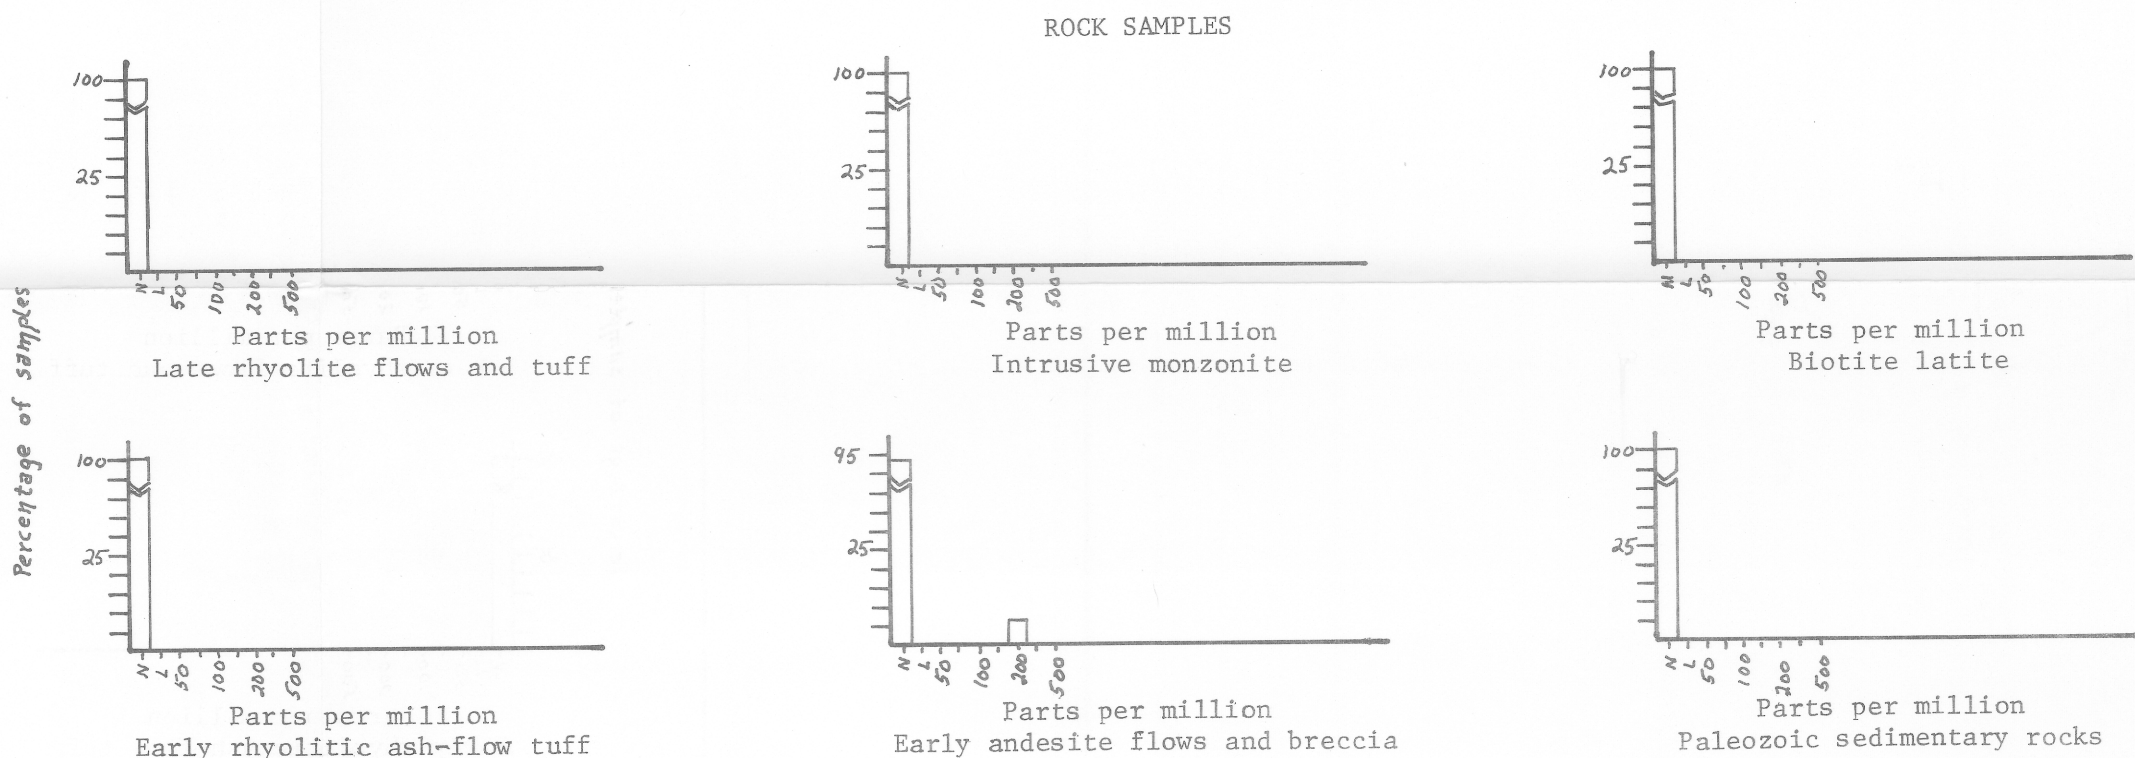 ROCK SAMPLES
Percentage of samples
100
25
N L 50 100 200 500
Parts per million
Late rhyolite flows and tuff
100
25
N L 50 100 200 500
Parts per million
Intrusive monzonite
100
25
N L 50 100 200 500
Parts per million
Biotite latite
100
25
N L 50 100 200 500
Parts per million
Early rhyolitic ash-flow tuff
95
25
N L 50 100 200 500
Parts per million
Early andesite flows and breccia
100
25
N L 50 100 200 500
Parts per million
Paleozoic sedimentary rocks